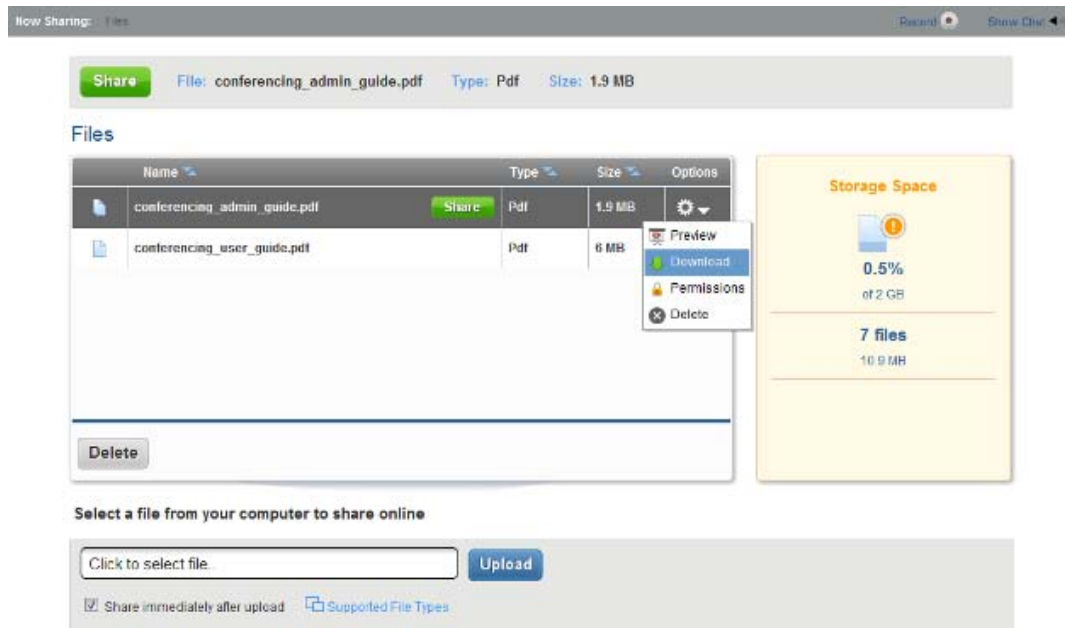 Now Sharing: Files Record Show Chat
Share File: conferencing_admin_guide.pdf Type: Pdf Size: 1.9 MB
Files
Name Type Size Options
conferencing_admin_guide.pdf Share Pdf 1.9 MB
conferencing_user_guide.pdf Pdf 6 MB
Preview
Download
Permissions
Delete
Storage Space
0.5%
of 2 GB
7 files
10.9 MB
Delete
Select a file from your computer to share online
Click to select file... Upload
Share immediately after upload Supported File Types